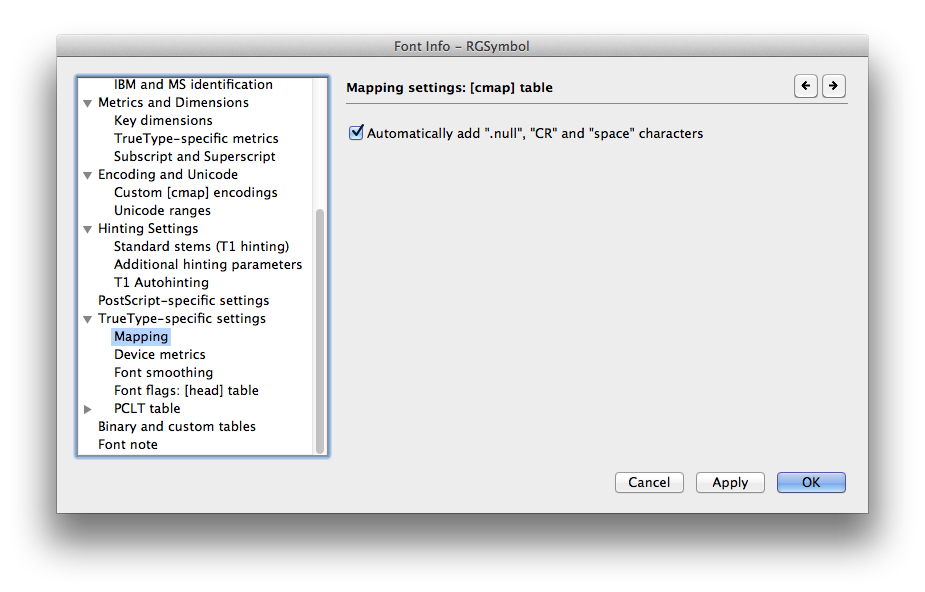 Font Info – RGSymbol
IBM and MS identification
Metrics and Dimensions
Key dimensions
TrueType-specific metrics
Subscript and Superscript
Encoding and Unicode
Custom [cmap] encodings
Unicode ranges
Hinting Settings
Standard stems (T1 hinting)
Additional hinting parameters
T1 Autohinting
PostScript-specific settings
TrueType-specific settings
Mapping
Device metrics
Font smoothing
Font flags: [head] table
PCLT table
Binary and custom tables
Font note
Mapping settings: [cmap] table
Automatically add ".null", "CR" and "space" characters
Cancel Apply OK